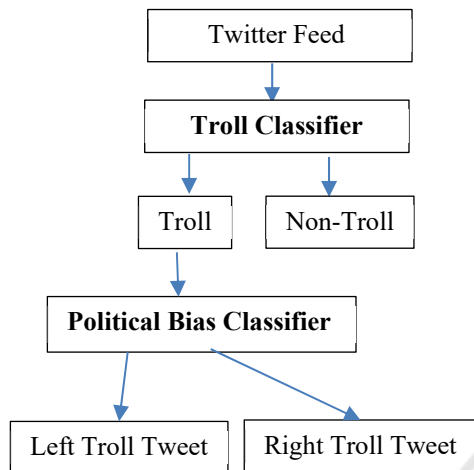 Twitter Feed
Troll Classifier
Troll
Non-Troll
Political Bias Classifier
Left Troll Tweet
Right Troll Tweet